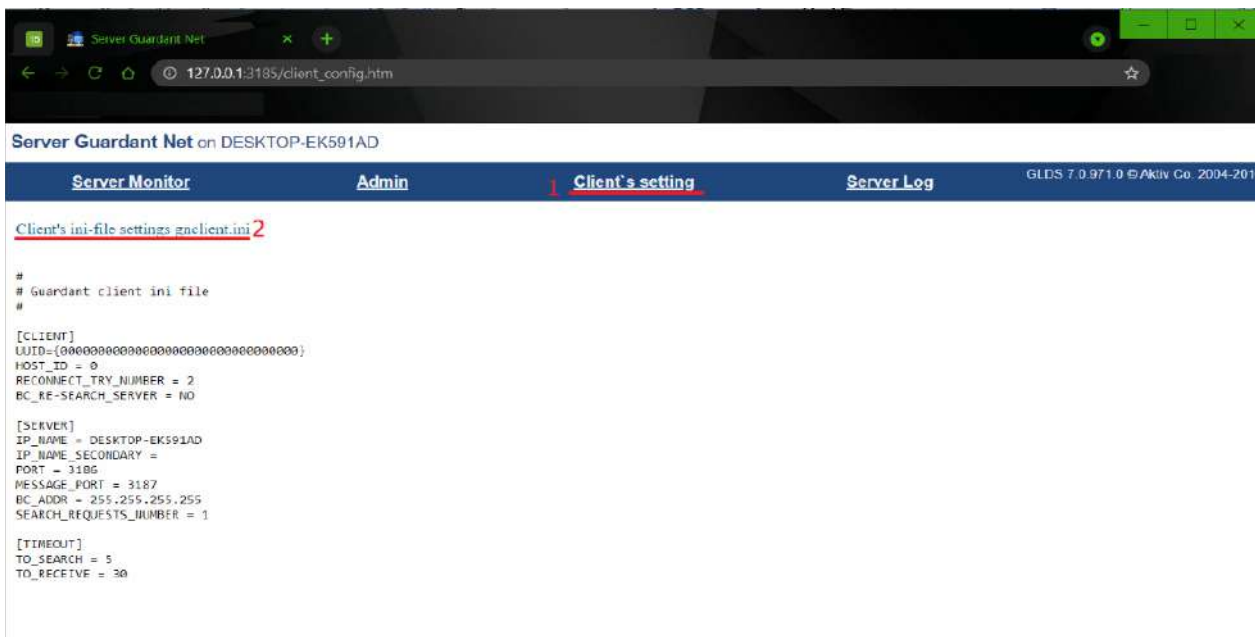 Server Guardant Net
127.0.0.1:3185/client_config.htm
Server Guardant Net on DESKTOP-EK591AD
Server Monitor
Admin
1 Client`s setting
Server Log
GLDS 7.0.971.0 © Aktiv Co. 2004-201
Client's ini-file settings gnclient.ini 2
#
# Guardant client ini file
#
[CLIENT]
UUID={00000000000000000000000000000000}
HOST_ID = 0
RECONNECT_TRY_NUMBER = 2
BC_RE-SEARCH_SERVER = NO
[SERVER]
IP_NAME = DESKTOP-EK591AD
IP_NAME_SECONDARY =
PORT = 3186
MESSAGE_PORT = 3187
BC_ADDR = 255.255.255.255
SEARCH_REQUESTS_NUMBER = 1
[TIMEOUT]
TO_SEARCH = 5
TO_RECEIVE = 30